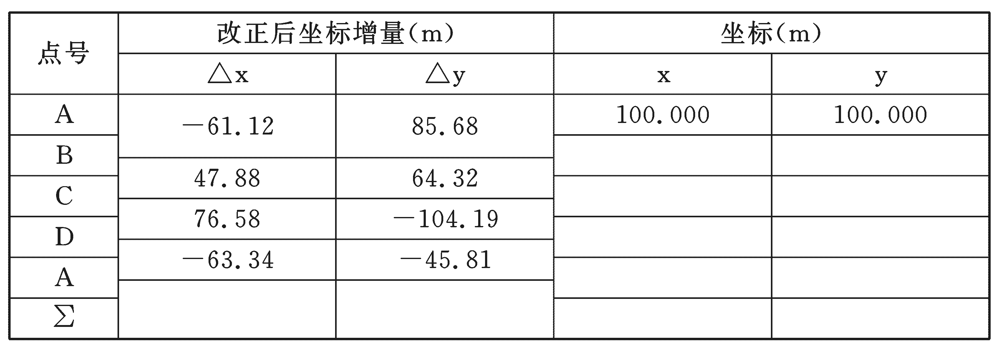 点号 改正后坐标增量(m) 坐标(m)
△x △y x y
A -61.12 85.68 100.000 100.000
B
47.88 64.32
C
76.58 -104.19
D
-63.34 -45.81
A
Σ